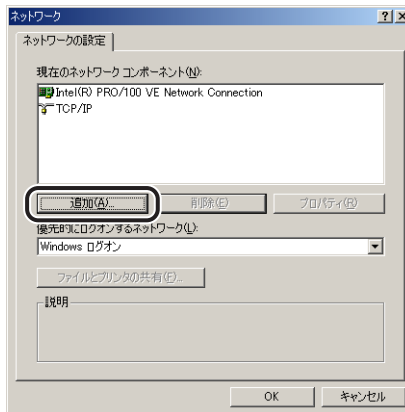 ネットワーク
ネットワークの設定
現在のネットワーク コンポーネント(N):
Intel(R) PRO/100 VE Network Connection
TCP/IP
追加(A)... 削除(E) プロパティ(R)
優先的にログオンするネットワーク(L):
Windows ログオン
ファイルとプリンタの共有(F)...
説明
OK キャンセル